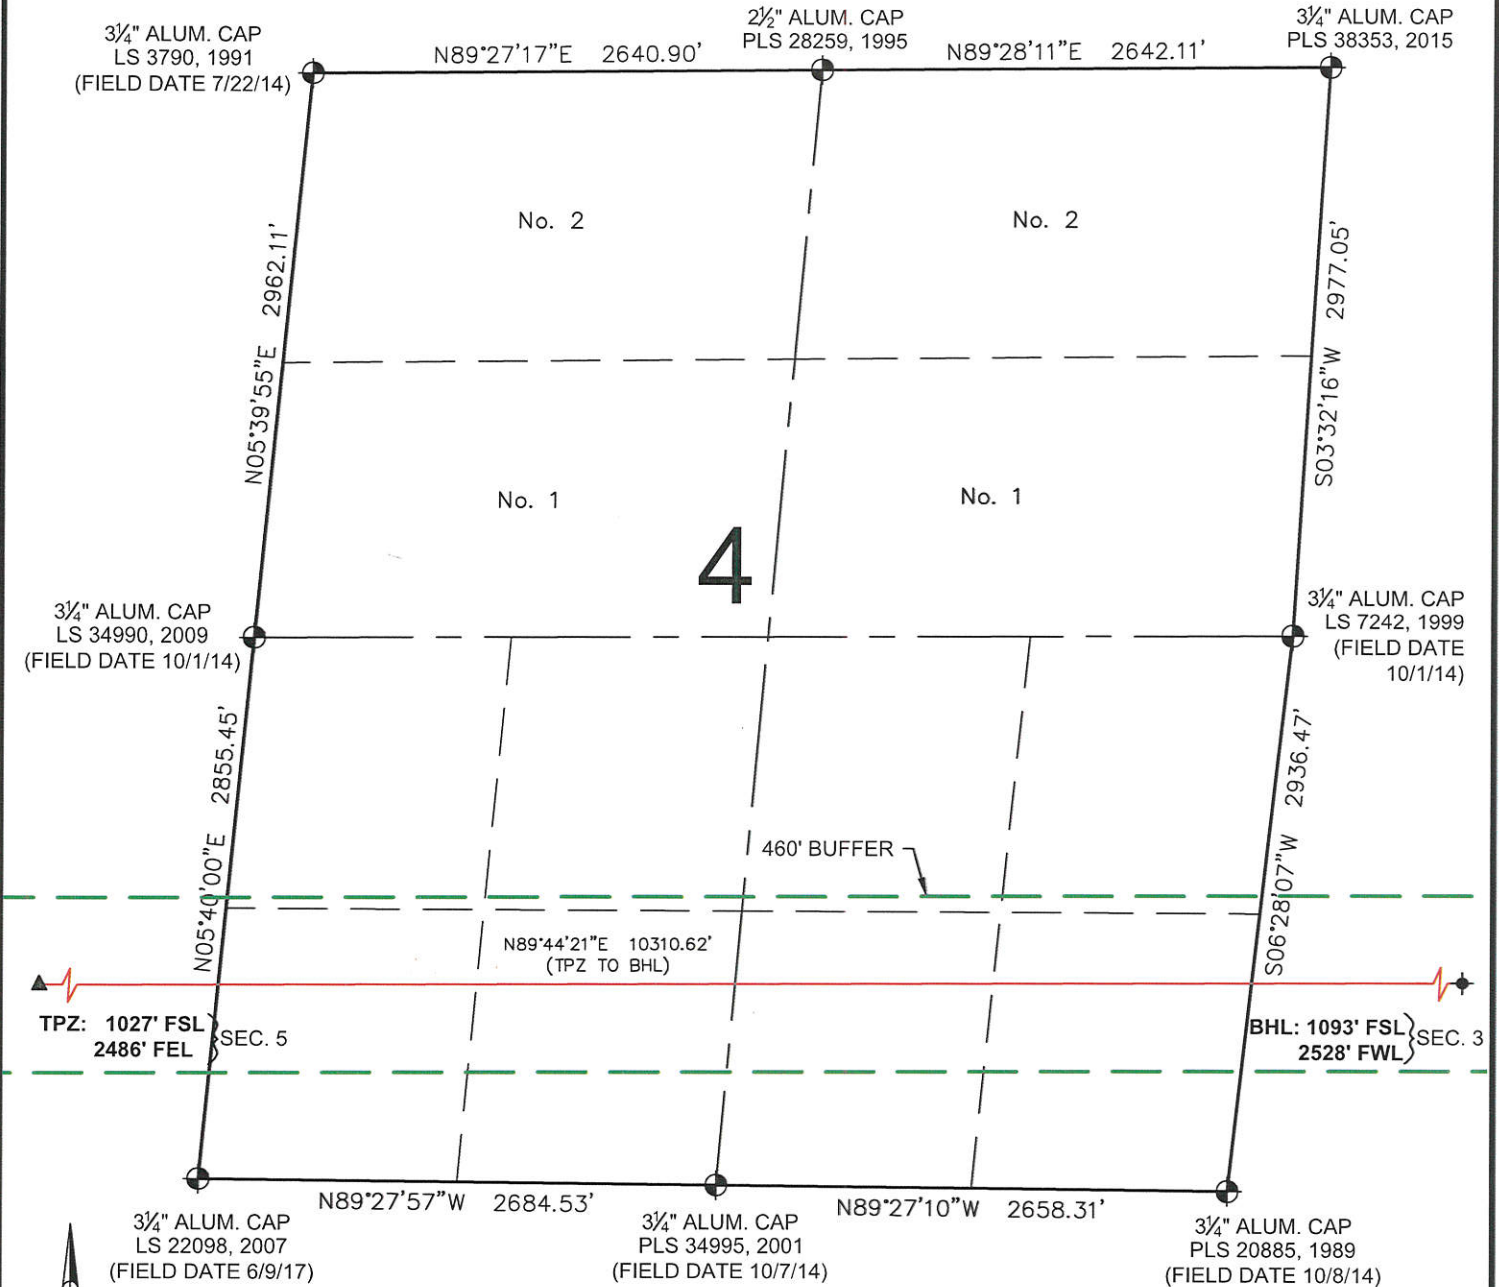 3¼" ALUM. CAP
LS 3790, 1991
(FIELD DATE 7/22/14)
N89°27'17"E 2640.90'
2½" ALUM. CAP
PLS 28259, 1995
N89°28'11"E 2642.11'
3¼" ALUM. CAP
PLS 38353, 2015
No. 2
No. 2
N05°39'55"E 2962.11'
S03°32'16"W 2977.05'
No. 1
No. 1
4
3¼" ALUM. CAP
LS 34990, 2009
(FIELD DATE 10/1/14)
3¼" ALUM. CAP
LS 7242, 1999
(FIELD DATE
10/1/14)
N05°40'00"E 2855.45'
S06°28'07"W 2936.47'
460' BUFFER
N89°44'21"E 10310.62'
(TPZ TO BHL)
TPZ: 1027' FSL
2486' FEL
SEC. 5
BHL: 1093' FSL
2528' FWL
SEC. 3
N89°27'57"W 2684.53'
N89°27'10"W 2658.31'
3¼" ALUM. CAP
LS 22098, 2007
(FIELD DATE 6/9/17)
3¼" ALUM. CAP
PLS 34995, 2001
(FIELD DATE 10/7/14)
3¼" ALUM. CAP
PLS 20885, 1989
(FIELD DATE 10/8/14)